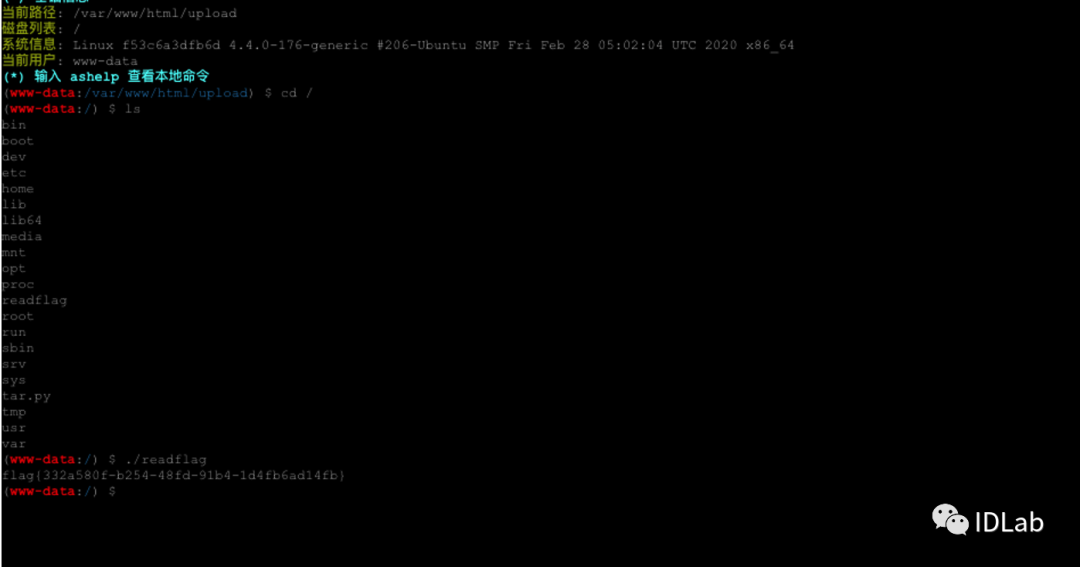 (*) 基础信息
当前路径: /var/www/html/upload
磁盘列表: /
系统信息: Linux f53c6a3dfb6d 4.4.0-176-generic #206-Ubuntu SMP Fri Feb 28 05:02:04 UTC 2020 x86_64
当前用户: www-data
(*) 输入 ashelp 查看本地命令
(www-data:/var/www/html/upload) $ cd /
(www-data:/) $ ls
bin
boot
dev
etc
home
lib
lib64
media
mnt
opt
proc
readflag
root
run
sbin
srv
sys
tar.py
tmp
usr
var
(www-data:/) $ ./readflag
flag{332a580f-b254-48fd-91b4-1d4fb6ad14fb}
(www-data:/) $
IDLab